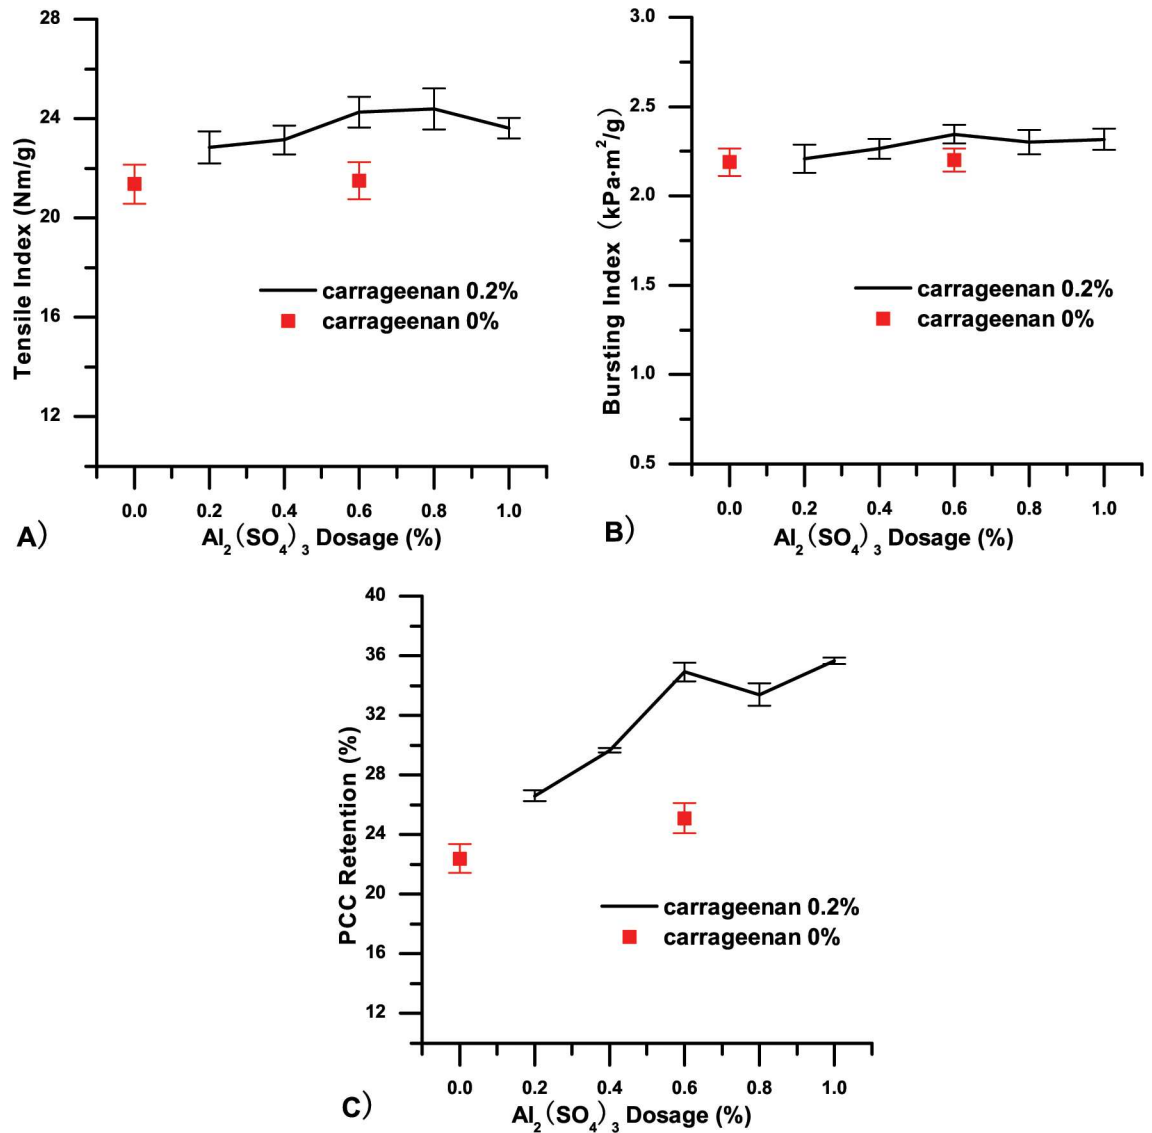 28
24
20
16
12
Tensile Index (Nm/g)
carrageenan 0.2%
carrageenan 0%
0.0 0.2 0.4 0.6 0.8 1.0
Al₂(SO₄)₃ Dosage (%)
A)
3.0
2.5
2.0
1.5
1.0
0.5
Bursting Index (kPa·m²/g)
carrageenan 0.2%
carrageenan 0%
0.0 0.2 0.4 0.6 0.8 1.0
Al₂(SO₄)₃ Dosage (%)
B)
40
36
32
28
24
20
16
12
PCC Retention (%)
carrageenan 0.2%
carrageenan 0%
0.0 0.2 0.4 0.6 0.8 1.0
Al₂(SO₄)₃ Dosage (%)
C)